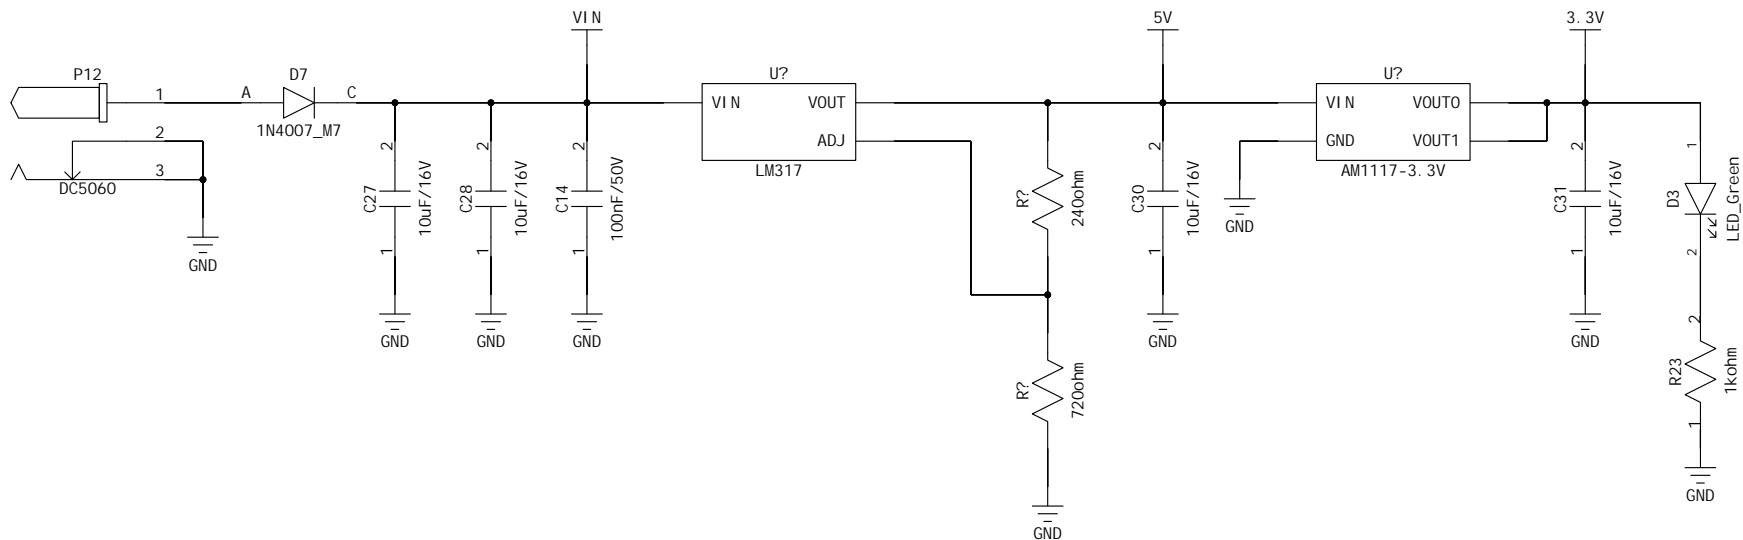 VIN
5V
3.3V
P12
1
A
D7
C
1N4007_M7
2
3
DC5060
GND
2
C27
10uF/16V
1
GND
2
C28
10uF/16V
1
GND
2
C14
100nF/50V
1
GND
U?
VIN
VOUT
ADJ
LM317
R?
240ohm
R?
720ohm
GND
2
C30
10uF/16V
1
GND
U?
VIN
VOUT0
GND
VOUT1
AM1117-3.3V
GND
2
C31
10uF/16V
1
GND
1
D3
LED_Green
2
2
R23
1kohm
1
GND